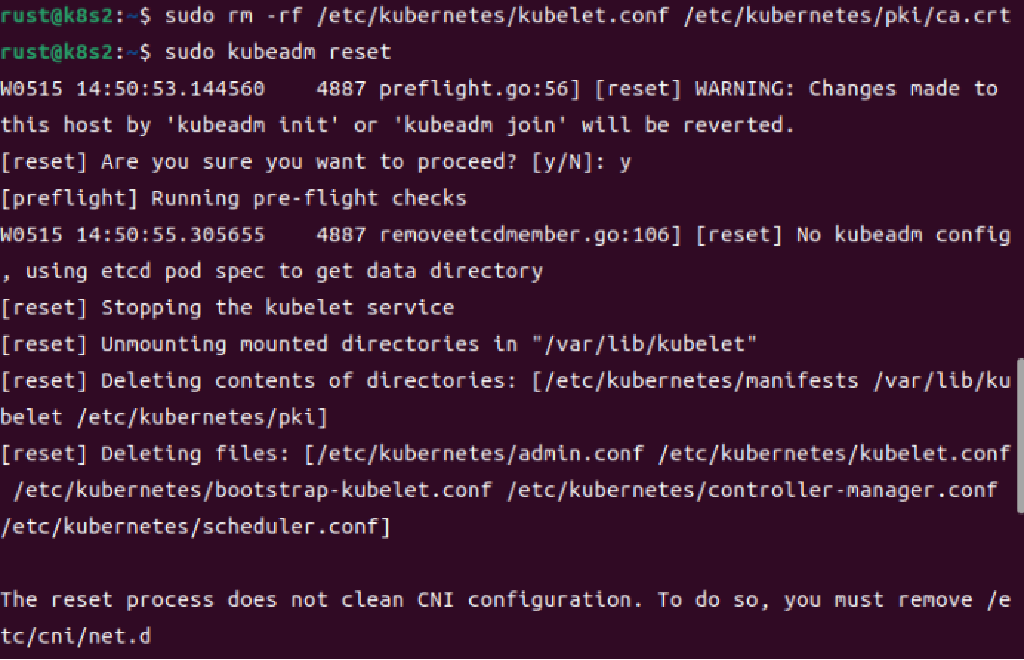 rust@k8s2:~$ sudo rm -rf /etc/kubernetes/kubelet.conf /etc/kubernetes/pki/ca.crt
rust@k8s2:~$ sudo kubeadm reset
W0515 14:50:53.144560    4887 preflight.go:56] [reset] WARNING: Changes made to
this host by 'kubeadm init' or 'kubeadm join' will be reverted.
[reset] Are you sure you want to proceed? [y/N]: y
[preflight] Running pre-flight checks
W0515 14:50:55.305655    4887 removeetcdmember.go:106] [reset] No kubeadm config
, using etcd pod spec to get data directory
[reset] Stopping the kubelet service
[reset] Unmounting mounted directories in "/var/lib/kubelet"
[reset] Deleting contents of directories: [/etc/kubernetes/manifests /var/lib/ku
belet /etc/kubernetes/pki]
[reset] Deleting files: [/etc/kubernetes/admin.conf /etc/kubernetes/kubelet.conf
 /etc/kubernetes/bootstrap-kubelet.conf /etc/kubernetes/controller-manager.conf
/etc/kubernetes/scheduler.conf]

The reset process does not clean CNI configuration. To do so, you must remove /e
tc/cni/net.d